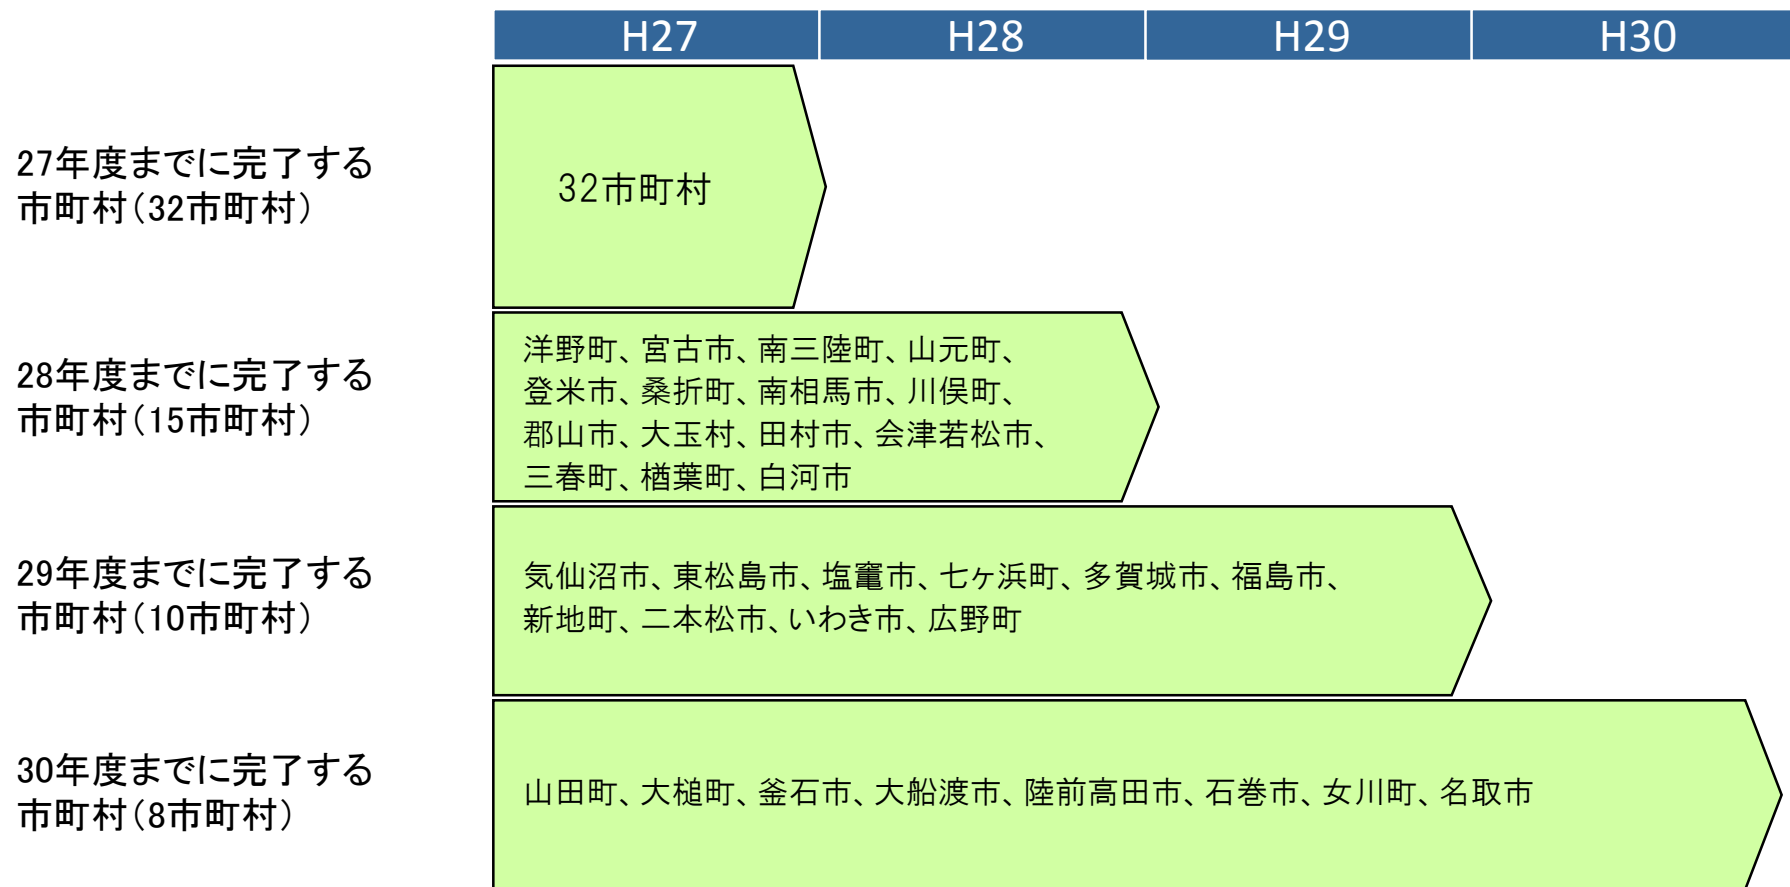 H27 H28 H29 H30
27年度までに完了する
市町村（32市町村）
32市町村
28年度までに完了する
市町村（15市町村）
洋野町、宮古市、南三陸町、山元町、
登米市、桑折町、南相馬市、川俣町、
郡山市、大玉村、田村市、会津若松市、
三春町、楢葉町、白河市
29年度までに完了する
市町村（10市町村）
気仙沼市、東松島市、塩竈市、七ヶ浜町、多賀城市、福島市、
新地町、二本松市、いわき市、広野町
30年度までに完了する
市町村（8市町村）
山田町、大槌町、釜石市、大船渡市、陸前高田市、石巻市、女川町、名取市